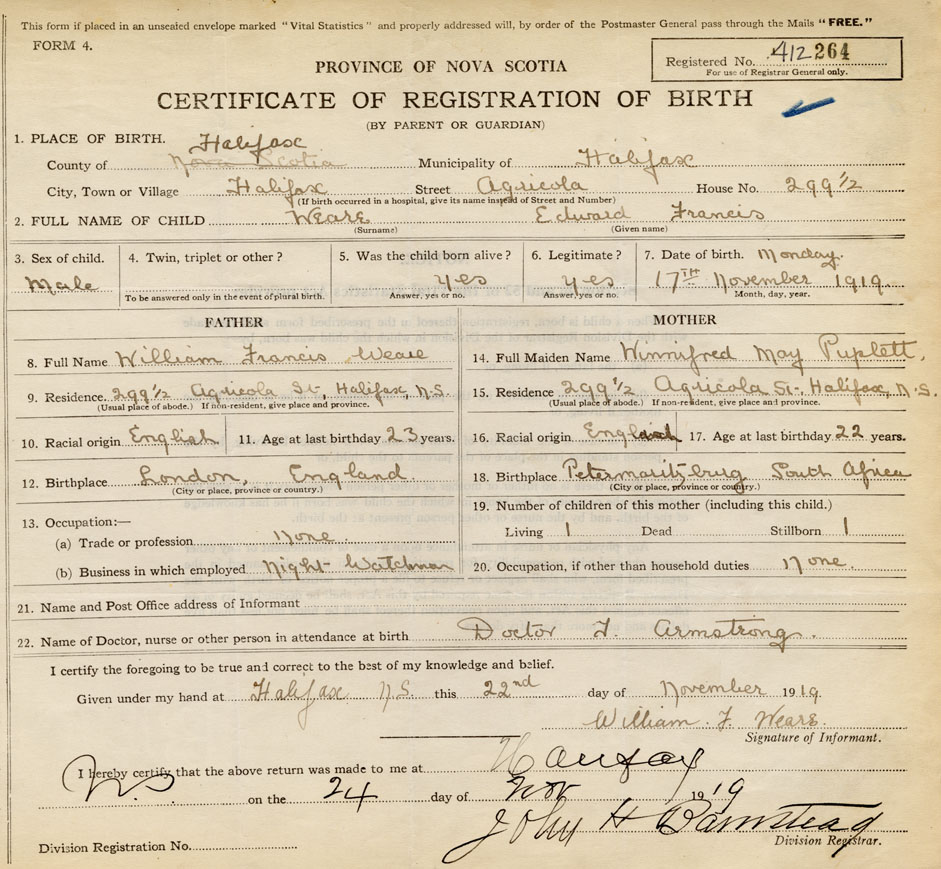 This form if placed in an unsealed envelope marked "Vital Statistics" and properly addressed will, by order of the Postmaster General pass through the Mails "FREE."
FORM 4.
Registered No. 412 264
For use of Registrar General only.
PROVINCE OF NOVA SCOTIA
CERTIFICATE OF REGISTRATION OF BIRTH
(BY PARENT OR GUARDIAN)
1. PLACE OF BIRTH. Halifax
County of Nova Scotia Municipality of Halifax
City, Town or Village Halifax Street Agricola House No. 299 1/2
(If birth occurred in a hospital, give its name instead of Street and Number)
2. FULL NAME OF CHILD Weare Edward Francis
(Surname) (Given name)
3. Sex of child. 4. Twin, triplet or other? 5. Was the child born alive? 6. Legitimate? 7. Date of birth. Monday.
Male yes yes 17TH November 1919.
To be answered only in the event of plural birth. Answer, yes or no. Answer, yes or no. Month, day, year.
FATHER MOTHER
8. Full Name William Francis Weare 14. Full Maiden Name Winnifred May Puplett.
9. Residence. 299 1/2 Agricola St-, Halifax, N.S. 15. Residence 299 1/2 Agricola St-, Halifax, N.S.
(Usual place of abode.) If non-resident, give place and province. (Usual place of abode.) If non-resident, give place and province.
10. Racial origin English 11. Age at last birthday 23 years. 16. Racial origin English 17. Age at last birthday 22 years.
12. Birthplace London, England. 18. Birthplace Petermaritzburg South Africa
(City or place, province or country.) (City or place, province or country.)
13. Occupation:— 19. Number of children of this mother (including this child.)
(a) Trade or profession None. Living 1 Dead Stillborn 1
(b) Business in which employed Night-Watchman 20. Occupation, if other than household duties None.
21. Name and Post Office address of Informant
22. Name of Doctor, nurse or other person in attendance at birth Doctor F. Armstrong.
I certify the foregoing to be true and correct to the best of my knowledge and belief.
Given under my hand at Halifax N.S. this 22nd day of November 1919.
William. F. Weare.
Signature of Informant.
I hereby certify that the above return was made to me at Halifax
N.S. on the 24 day of Nov 1919
John H Barnstead
Division Registration No. Division Registrar.